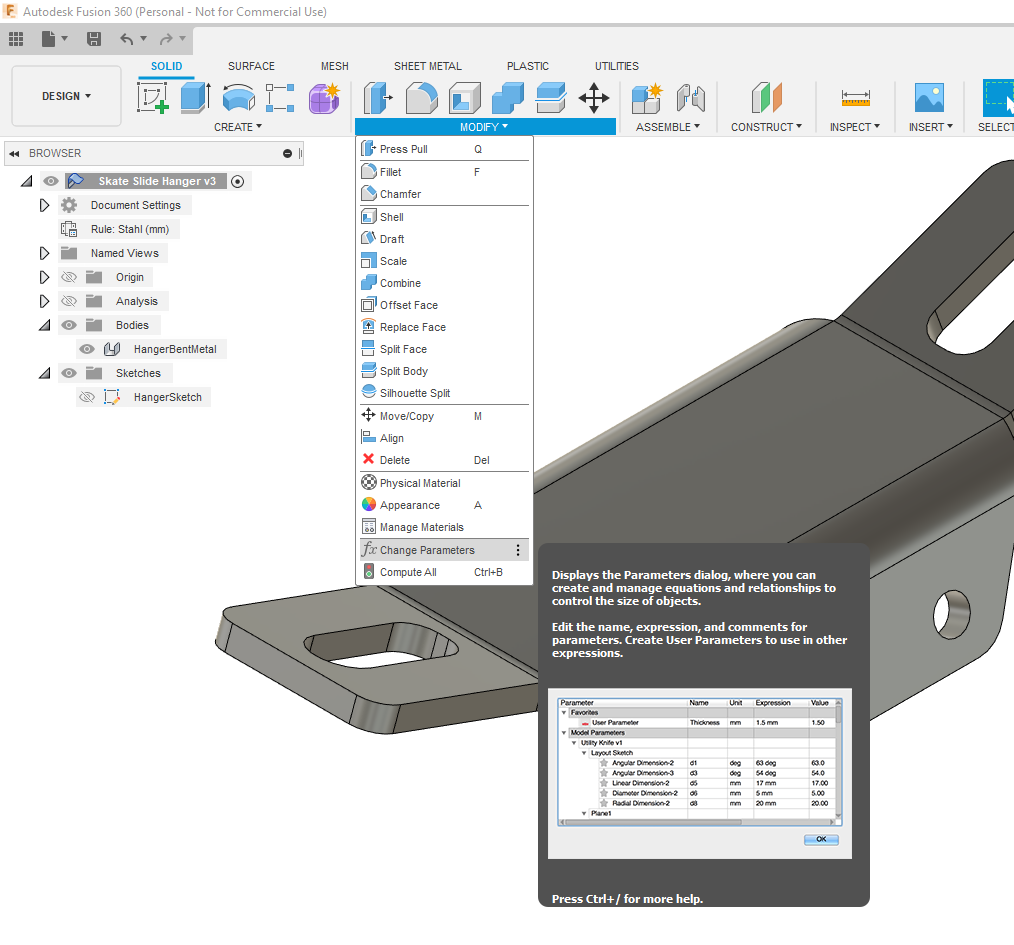 Autodesk Fusion 360 (Personal - Not for Commercial Use)
SOLID SURFACE MESH SHEET METAL PLASTIC UTILITIES
DESIGN
CREATE MODIFY ASSEMBLE CONSTRUCT INSPECT INSERT SELECT
BROWSER
Skate Slide Hanger v3
Document Settings
Rule: Stahl (mm)
Named Views
Origin
Analysis
Bodies
HangerBentMetal
Sketches
HangerSketch
Press Pull Q
Fillet F
Chamfer
Shell
Draft
Scale
Combine
Offset Face
Replace Face
Split Face
Split Body
Silhouette Split
Move/Copy M
Align
Delete Del
Physical Material
Appearance A
Manage Materials
fx Change Parameters
Compute All Ctrl+B
Displays the Parameters dialog, where you can
create and manage equations and relationships to
control the size of objects.
Edit the name, expression, and comments for
parameters. Create User Parameters to use in other
expressions.
Parameter Name Unit Expression Value
Favorites
User Parameter Thickness mm 1.5 mm 1.50
Model Parameters
Utility Knife v1
Layout Sketch
Angular Dimension-2 d1 deg 63 deg 63.0
Angular Dimension-3 d3 deg 54 deg 54.0
Linear Dimension-2 d5 mm 17 mm 17.00
Diameter Dimension-2 d6 mm 5 mm 5.00
Radial Dimension-2 d8 mm 20 mm 20.00
Plane1
OK
Press Ctrl+/ for more help.